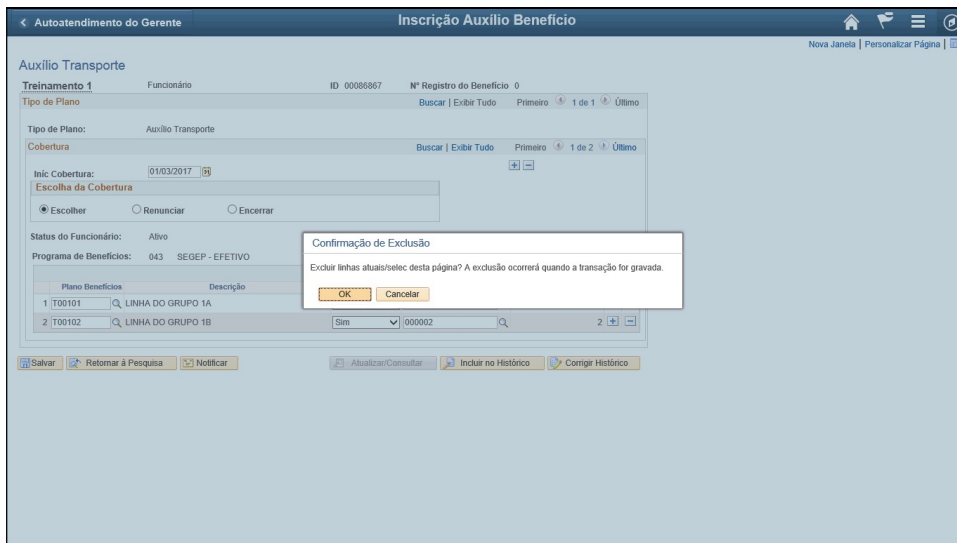 Autoatendimento do Gerente
Inscrição Auxílio Benefício
Nova Janela | Personalizar Página |
Auxílio Transporte
Treinamento 1 Funcionário ID 00086867 Nº Registro do Benefício 0
Tipo de Plano Buscar | Exibir Tudo Primeiro 1 de 1 Último
Tipo de Plano: Auxílio Transporte
Cobertura Buscar | Exibir Tudo Primeiro 1 de 2 Último
Iníc Cobertura: 01/03/2017
Escolha da Cobertura
Escolher Renunciar Encerrar
Status do Funcionário: Ativo
Programa de Benefícios: 043 SEGEP - EFETIVO
Confirmação de Exclusão
Excluir linhas atuais/selec desta página? A exclusão ocorrerá quando a transação for gravada.
OK Cancelar
Plano Benefícios Descrição
1 T00101 LINHA DO GRUPO 1A
2 T00102 LINHA DO GRUPO 1B Sim 000002 2
Salvar Retornar à Pesquisa Notificar Atualizar/Consultar Incluir no Histórico Corrigir Histórico